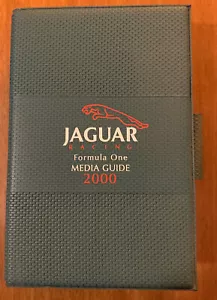 JAGUAR
RACING
Formula One
MEDIA GUIDE
2000